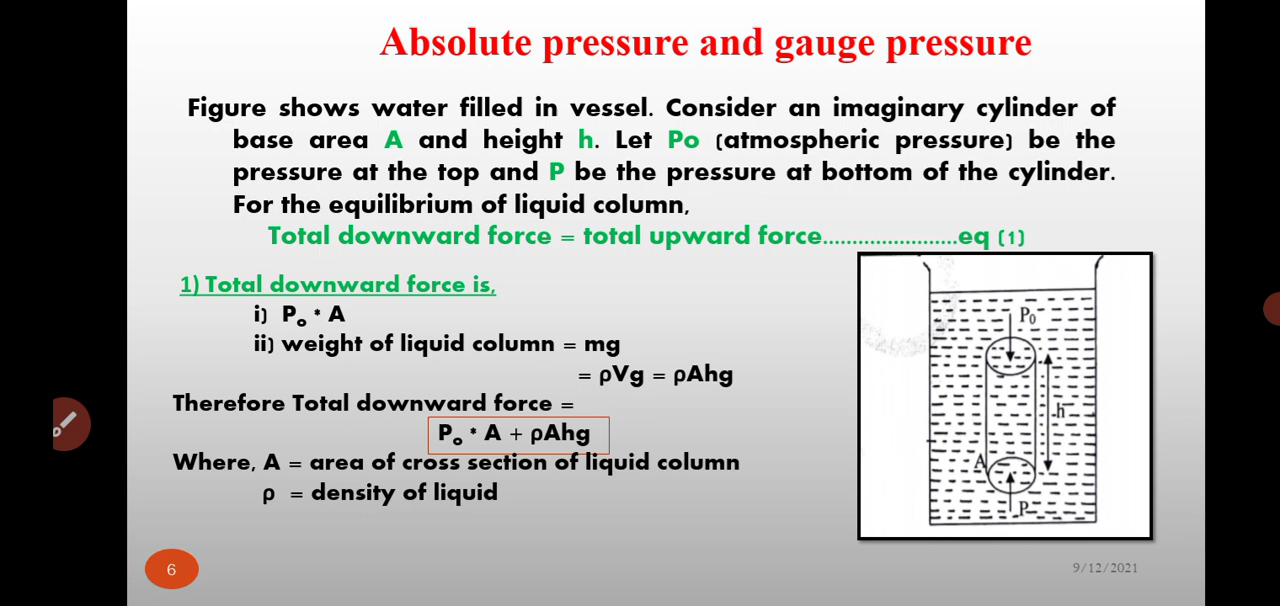 Absolute pressure and gauge pressure
Figure shows water filled in vessel. Consider an imaginary cylinder of
base area A and height h. Let Po (atmospheric pressure) be the
pressure at the top and P be the pressure at bottom of the cylinder.
For the equilibrium of liquid column,
Total downward force = total upward force.......................eq (1)
1) Total downward force is,
i) Pₒ * A
ii) weight of liquid column = mg
= ρVg = ρAhg
Therefore Total downward force =
Pₒ * A + ρAhg
Where, A = area of cross section of liquid column
ρ = density of liquid
P₀
h
A
P
6
9/12/2021